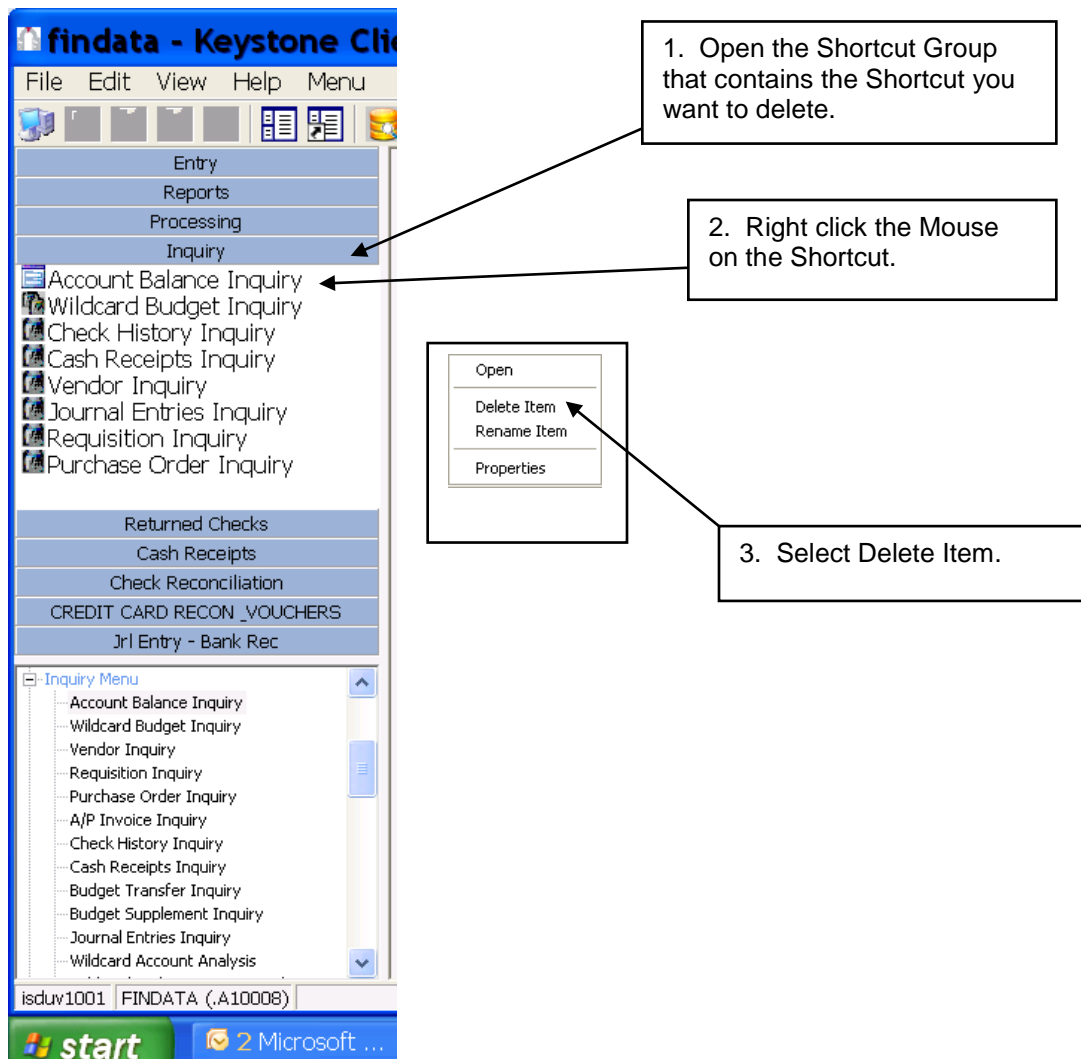 findata - Keystone Clie
File Edit View Help Menu
Entry
Reports
Processing
Inquiry
Account Balance Inquiry
Wildcard Budget Inquiry
Check History Inquiry
Cash Receipts Inquiry
Vendor Inquiry
Journal Entries Inquiry
Requisition Inquiry
Purchase Order Inquiry
Returned Checks
Cash Receipts
Check Reconciliation
CREDIT CARD RECON _VOUCHERS
Jrl Entry - Bank Rec
Inquiry Menu
Account Balance Inquiry
Wildcard Budget Inquiry
Vendor Inquiry
Requisition Inquiry
Purchase Order Inquiry
A/P Invoice Inquiry
Check History Inquiry
Cash Receipts Inquiry
Budget Transfer Inquiry
Budget Supplement Inquiry
Journal Entries Inquiry
Wildcard Account Analysis
isduv1001 FINDATA (.A10008)
start 2 Microsoft ...
1. Open the Shortcut Group
that contains the Shortcut you
want to delete.
2. Right click the Mouse
on the Shortcut.
Open
Delete Item
Rename Item
Properties
3. Select Delete Item.